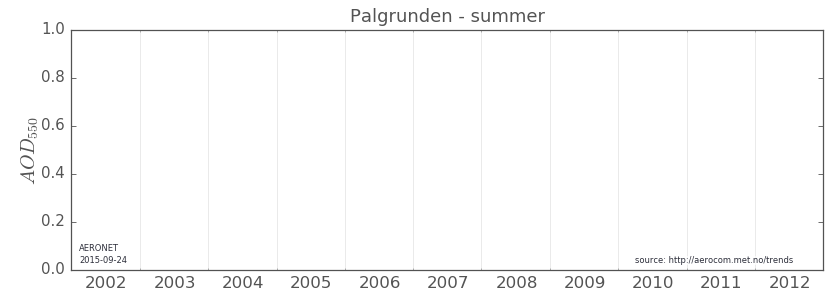 Palgrunden - summer
1.0
0.8
0.6
0.4
0.2
0.0
AOD550
AERONET
2015-09-24
source: http://aerocom.met.no/trends
2002 2003 2004 2005 2006 2007 2008 2009 2010 2011 2012